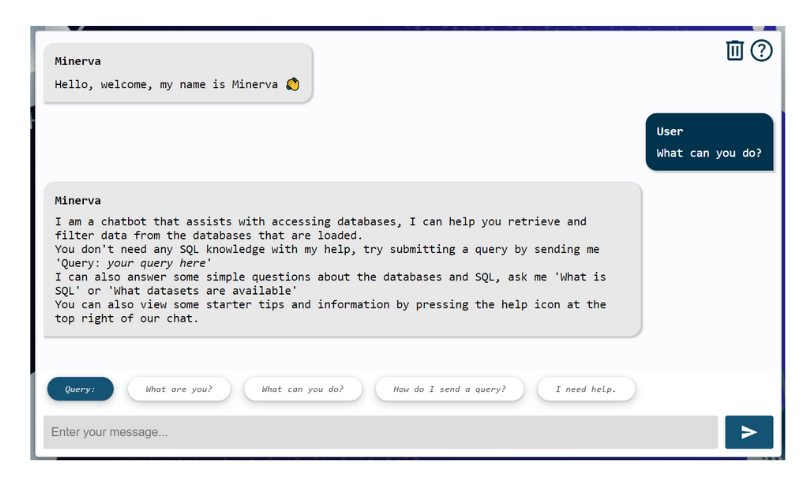 Minerva
Hello, welcome, my name is Minerva
User
What can you do?
Minerva
I am a chatbot that assists with accessing databases, I can help you retrieve and
filter data from the databases that are loaded.
You don't need any SQL knowledge with my help, try submitting a query by sending me
'Query: your query here'
I can also answer some simple questions about the databases and SQL, ask me 'What is
SQL' or 'What datasets are available'
You can also view some starter tips and information by pressing the help icon at the
top right of our chat.
Query:
What are you?
What can you do?
How do I send a query?
I need help.
Enter your message...